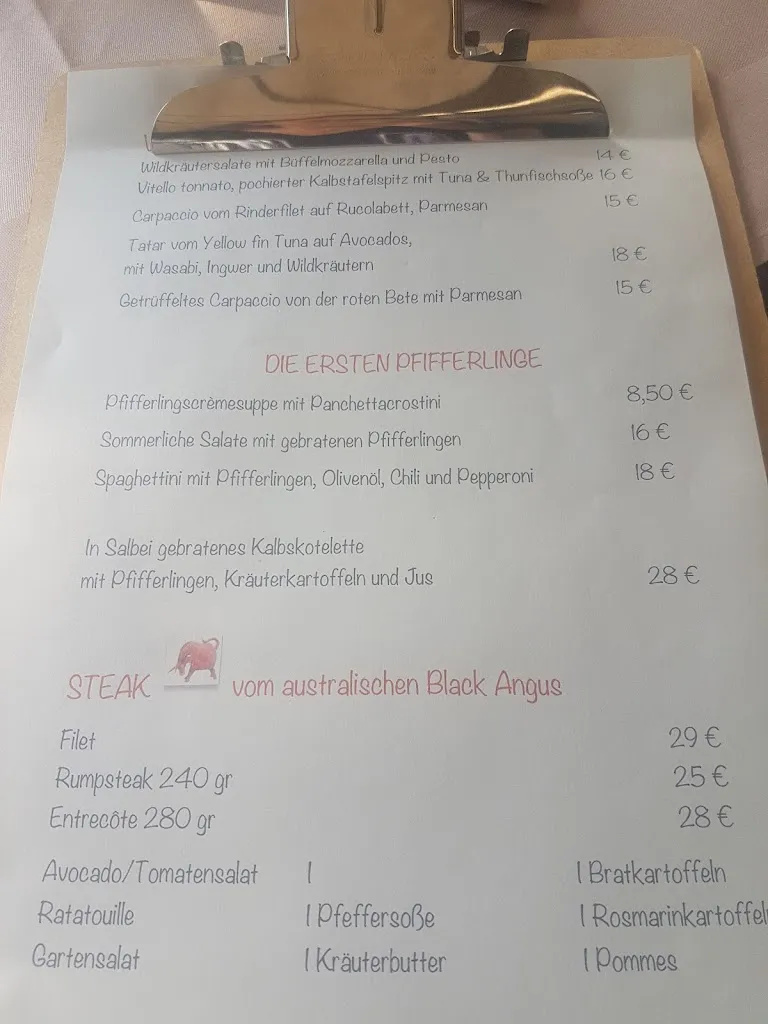 Wildkräutersalate mit Büffelmozzarella und Pesto 14 €
Vitello tonnato, pochierter Kalbstafelspitz mit Tuna & Thunfischsoße 16 €
Carpaccio vom Rinderfilet auf Rucolabett, Parmesan 15 €
Tatar vom Yellow fin Tuna auf Avocados,
mit Wasabi, Ingwer und Wildkräutern 18 €
Getrüffeltes Carpaccio von der roten Bete mit Parmesan 15 €
DIE ERSTEN PFIFFERLINGE
Pfifferlingscrèmesuppe mit Panchettacrostini 8,50 €
Sommerliche Salate mit gebratenen Pfifferlingen 16 €
Spaghettini mit Pfifferlingen, Olivenöl, Chili und Pepperoni 18 €
In Salbei gebratenes Kalbskotelette
mit Pfifferlingen, Kräuterkartoffeln und Jus 28 €
STEAK vom australischen Black Angus
Filet 29 €
Rumpsteak 240 gr 25 €
Entrecôte 280 gr 28 €
Avocado/Tomatensalat | | Bratkartoffeln
Ratatouille | Pfeffersoße | Rosmarinkartoffel
Gartensalat | Kräuterbutter | Pommes